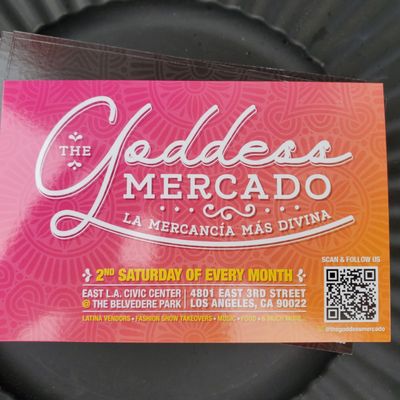 THE Goddess
MERCADO
LA MERCANCÍA MÁS DIVINA
SCAN & FOLLOW US
2ND SATURDAY OF EVERY MONTH
EAST L.A. CIVIC CENTER
@ THE BELVEDERE PARK
4801 EAST 3RD STREET
LOS ANGELES, CA 90022
LATINA VENDORS • FASHION SHOW TAKEOVERS • MUSIC • FOOD • & MUCH MORE...
@thegoddessmercado